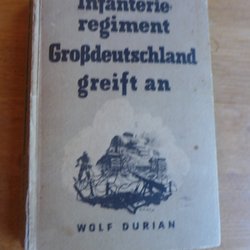 Infanterie-
regiment
Großdeutschland
greift an
WOLF DURIAN